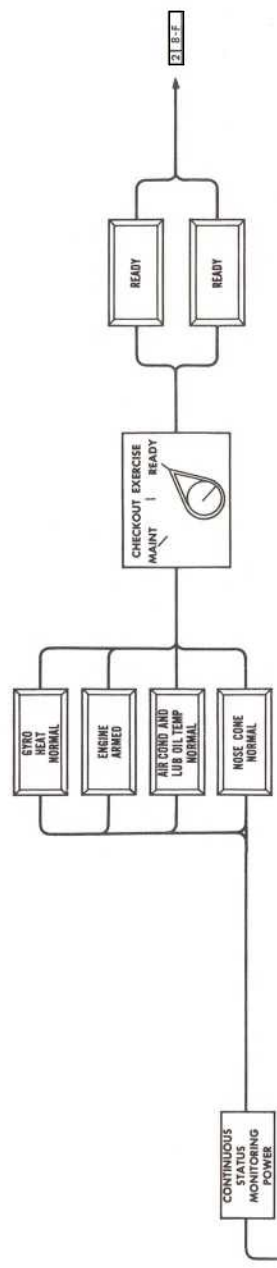 CONTINUOUS
STATUS
MONITORING
POWER
GYRO
HEAT
NORMAL
ENGINE
ARMED
AIR COND AND
LUB OIL TEMP
NORMAL
NOSE CONE
NORMAL
CHECKOUT EXERCISE
MAINT READY
READY
READY
21 B-F